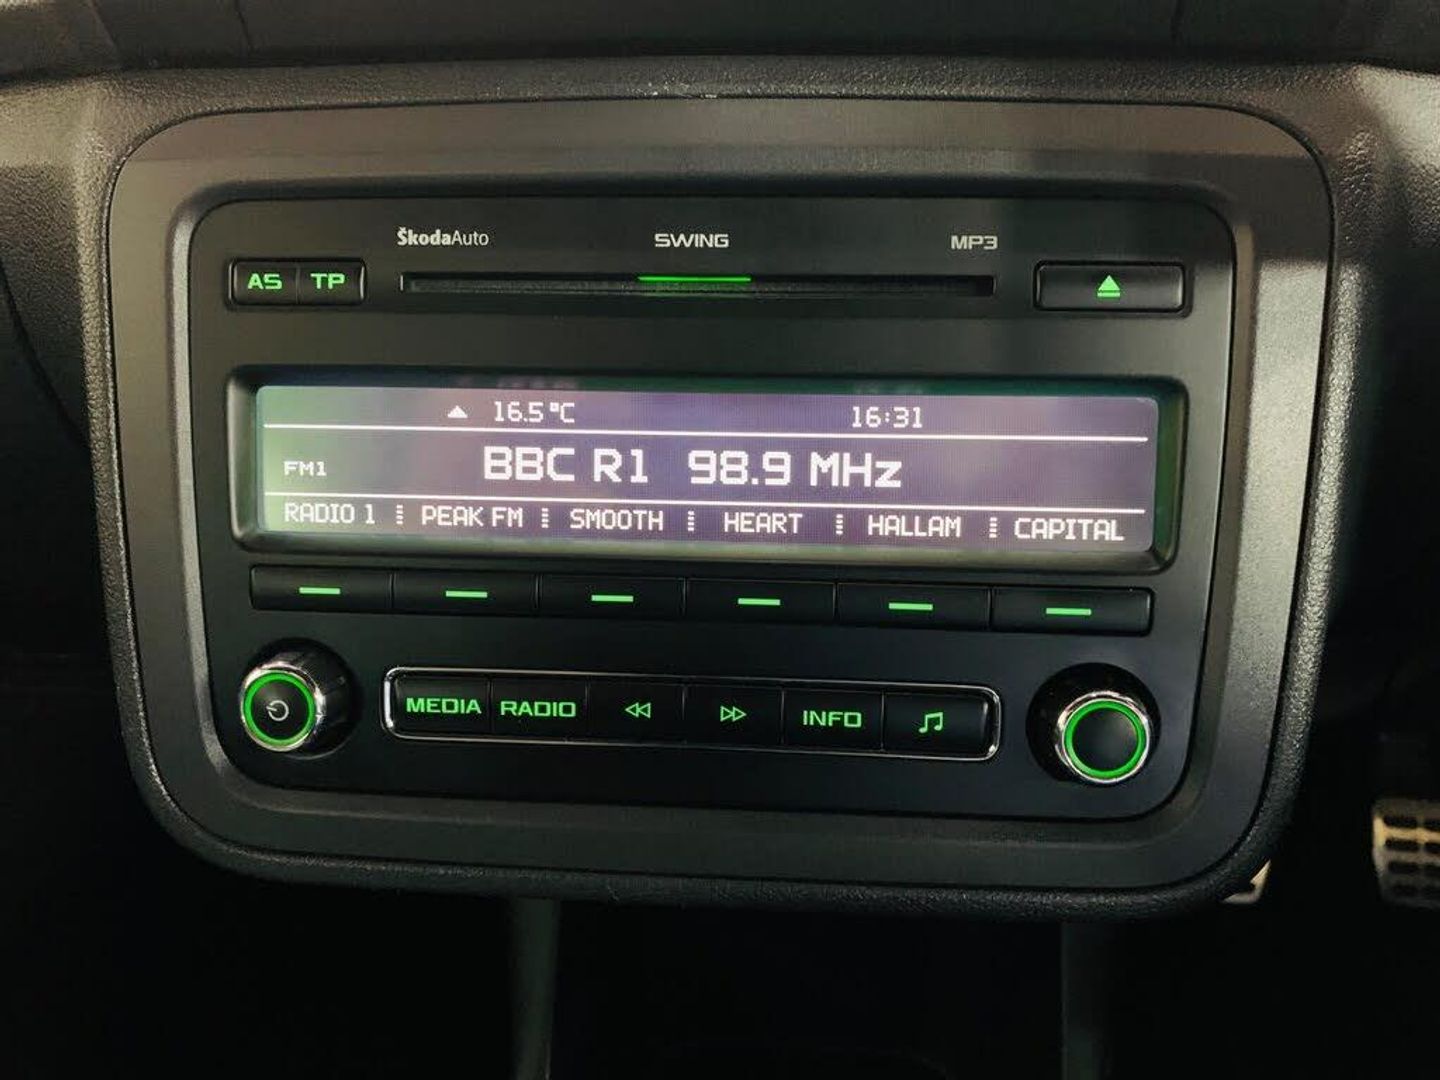 ŠkodaAuto SWING MP3
AS TP
16.5°C 16:31
FM1 BBC R1 98.9 MHz
RADIO 1 PEAK FM SMOOTH HEART HALLAM CAPITAL
MEDIA RADIO INFO